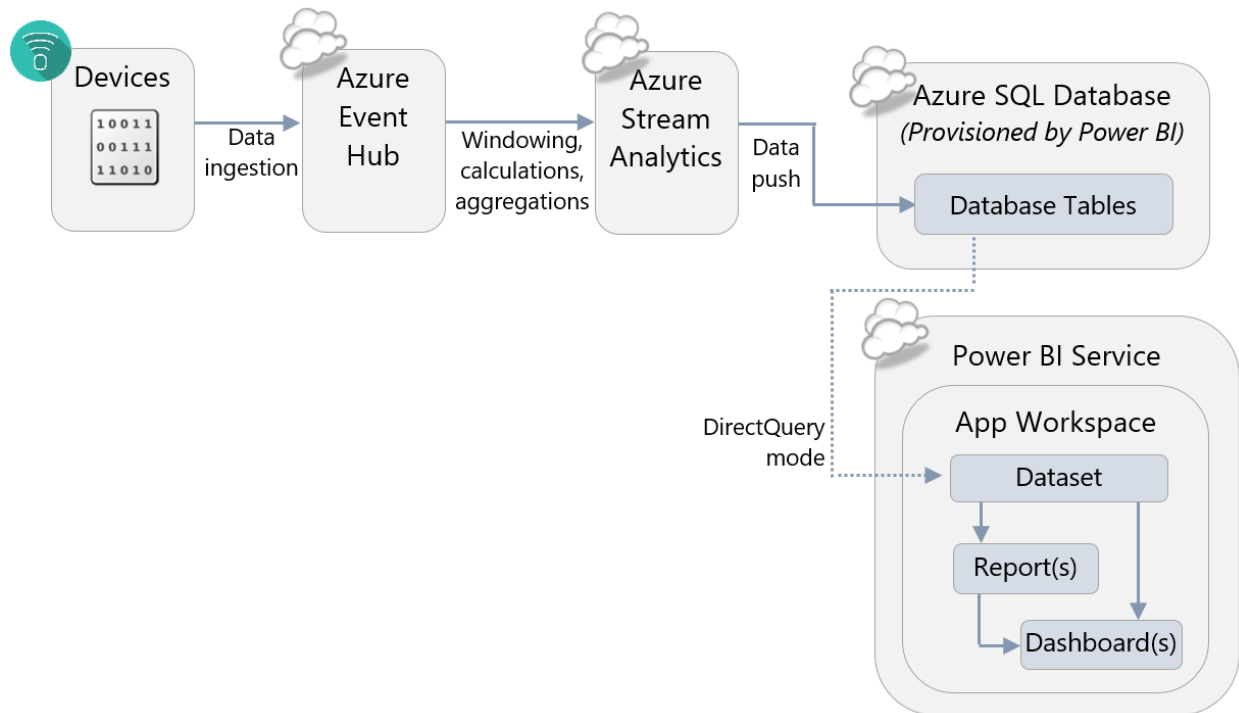 Devices
10011
00111
11010
Data
ingestion
Azure
Event
Hub
Windowing,
calculations,
aggregations
Azure
Stream
Analytics
Data
push
Azure SQL Database
(Provisioned by Power BI)
Database Tables
DirectQuery
mode
Power BI Service
App Workspace
Dataset
Report(s)
Dashboard(s)